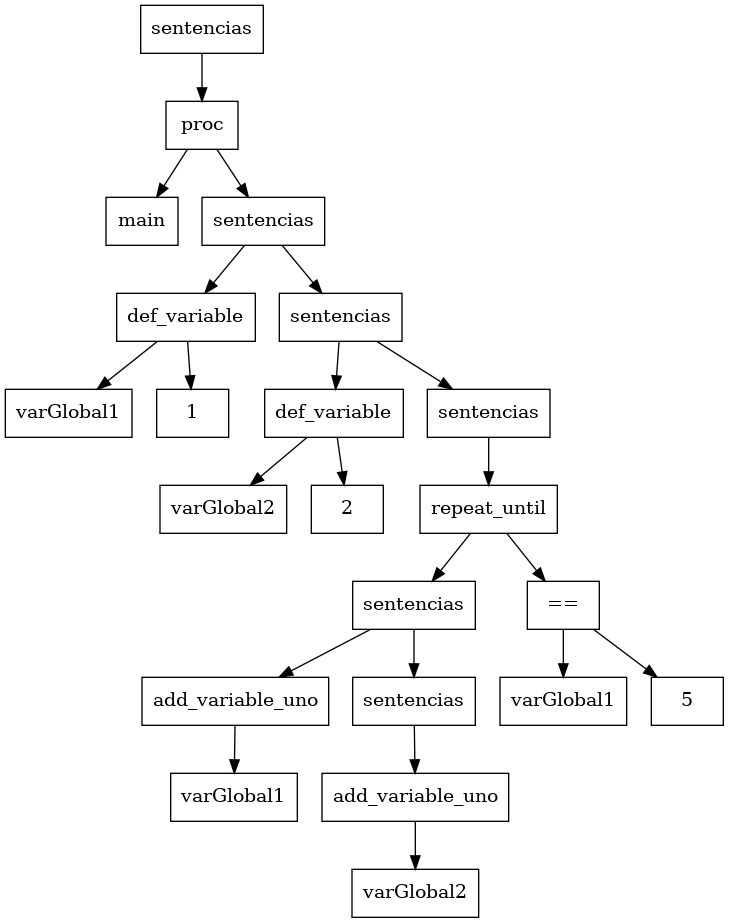 sentencias
proc
main
sentencias
def_variable
sentencias
varGlobal1
1
def_variable
sentencias
varGlobal2
2
repeat_until
sentencias
==
add_variable_uno
sentencias
varGlobal1
5
varGlobal1
add_variable_uno
varGlobal2